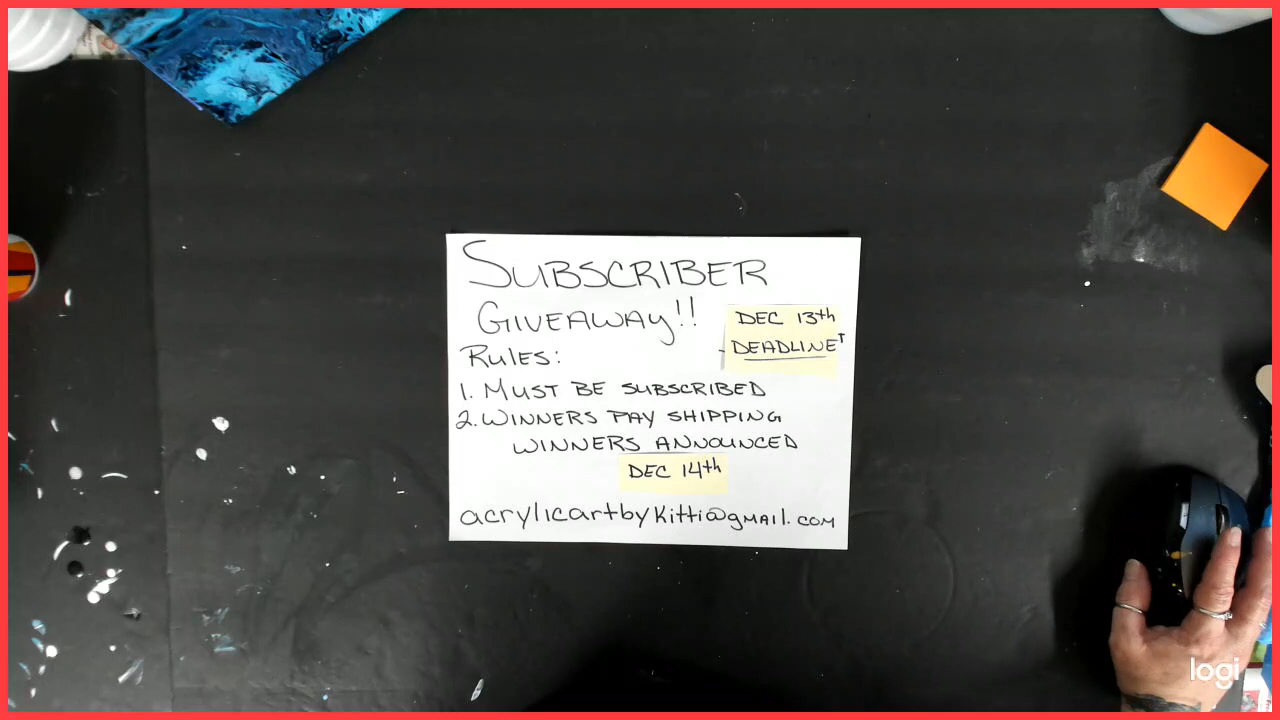 SUBSCRIBER
GIVEAWAY!!
DEC 13th
DEADLINE
RULES:
1. MUST BE SUBSCRIBED
2. WINNERS PAY SHIPPING
WINNERS ANNOUNCED
DEC 14th
acrylicartbykitti@gmail.com
logi